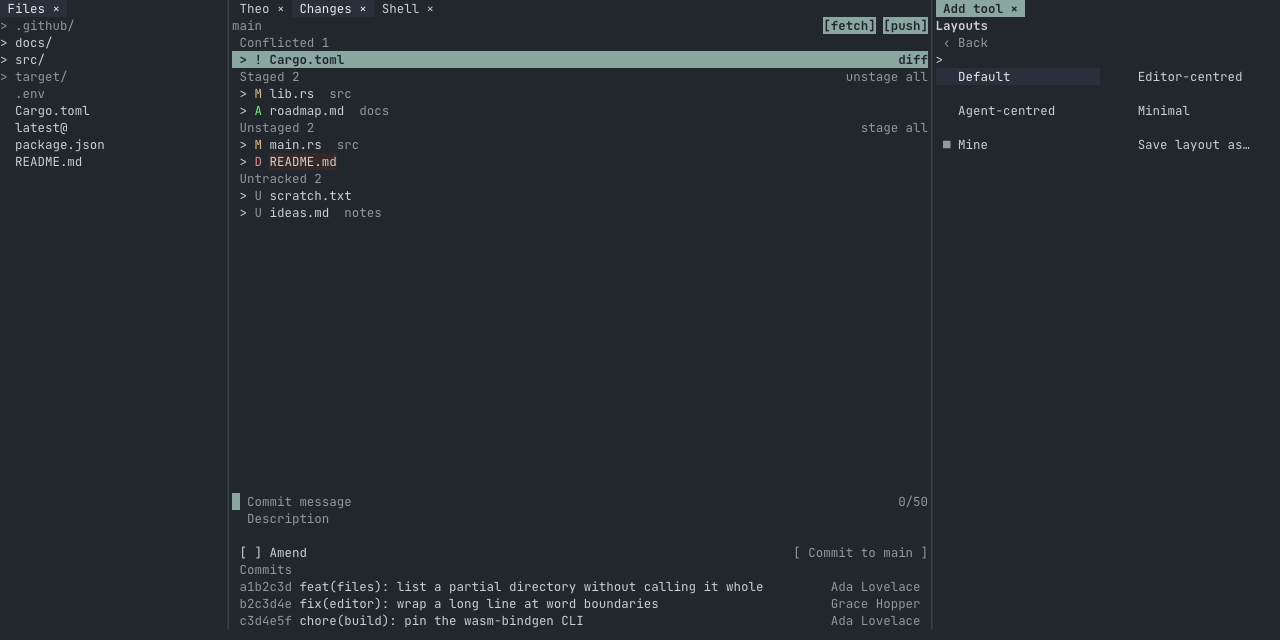 Files ×
> .github/
> docs/
> src/
> target/
.env
Cargo.toml
latest@
package.json
README.md
Theo × Changes × Shell ×
main [fetch] [push]
Conflicted 1
> ! Cargo.toml diff
Staged 2 unstage all
> M lib.rs src
> A roadmap.md docs
Unstaged 2 stage all
> M main.rs src
> D README.md
Untracked 2
> U scratch.txt
> U ideas.md notes
Commit message 0/50
Description
[ ] Amend [ Commit to main ]
Commits
a1b2c3d feat(files): list a partial directory without calling it whole Ada Lovelace
b2c3d4e fix(editor): wrap a long line at word boundaries Grace Hopper
c3d4e5f chore(build): pin the wasm-bindgen CLI Ada Lovelace
Add tool ×
Layouts
‹ Back
>
Default Editor-centred
Agent-centred Minimal
■ Mine Save layout as…